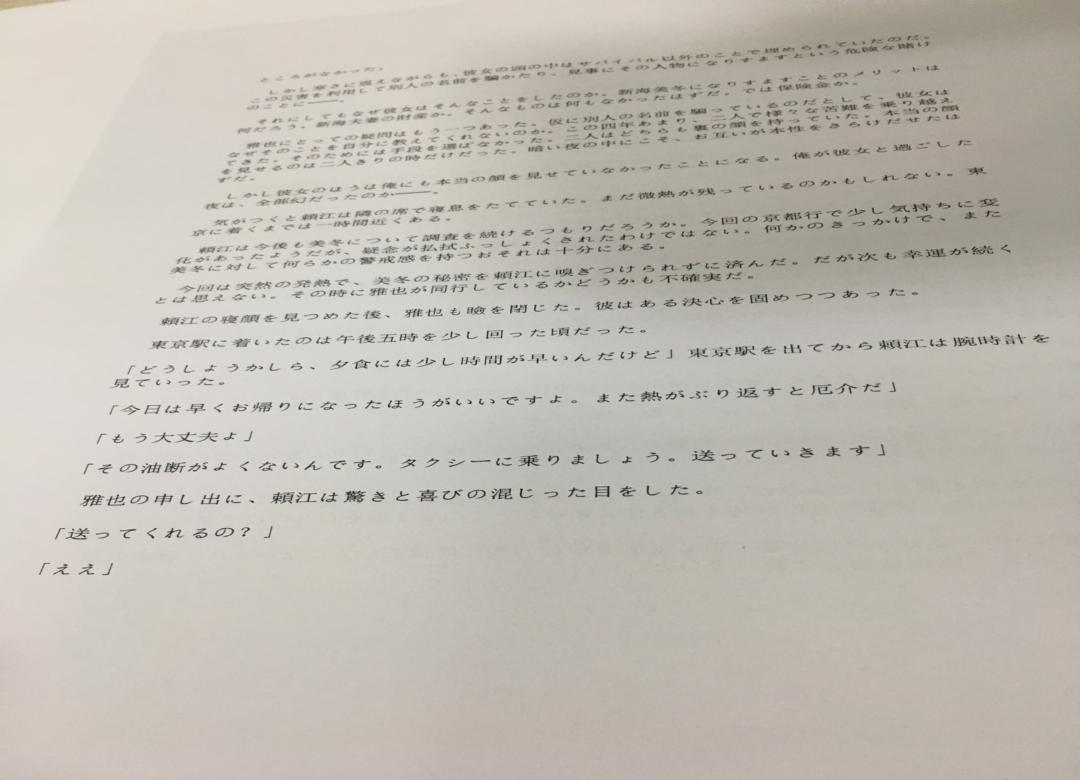 ところがなかった。
しかし寒さに震えながらも、彼女の頭の中はサバイバル以外のことで埋められていたのだ。
この災害を利用して別人の名前を騙かたり、見事にその人物になりすますという危険な賭け
のことに――。
それにしてもなぜ彼女はそんなことをしたのか。新海美冬になりすますことのメリットは
何だろう。新海夫妻の財産か。そんなものは何もなかったはずだ。では保険金か。
雅也にとっての疑問はもう一つあった。仮に別人の名前を騙っているのだとして、彼女は
なぜそのことを自分に教えてくれないのか。この四年あまり、二人で様々な苦難を乗り越え
てきた。そのためには手段を選ばなかった。二人はどちらも裏の顔を持っていた。本当の顔
を見せるのは二人きりの時だけだった。暗い夜の中にこそ、お互いが本性をさらけだせたは
ずだ。
しかし彼女のほうは俺にも本当の顔を見せていなかったことになる。俺が彼女と過ごした
夜は、全部幻だったのか――。
気がつくと頼江は隣の席で寝息をたてていた。まだ微熱が残っているのかもしれない。東
京に着くまでは一時間近くある。
頼江は今後も美冬について調査を続けるつもりだろうか。今回の京都行で少し気持ちに変
化があったようだが、疑念が払拭ふっしょくされたわけではない。何かのきっかけで、また
美冬に対して何らかの警戒感を持つおそれは十分にある。
今回は突然の発熱で、美冬の秘密を頼江に嗅ぎつけられずに済んだ。だが次も幸運が続く
とは思えない。その時に雅也が同行しているかどうかも不確実だ。
頼江の寝顔を見つめた後、雅也も瞼を閉じた。彼はある決心を固めつつあった。
東京駅に着いたのは午後五時を少し回った頃だった。
「どうしようかしら、夕食には少し時間が早いんだけど」東京駅を出てから頼江は腕時計を
見ていった。
「今日は早くお帰りになったほうがいいですよ。また熱がぶり返すと厄介だ」
「もう大丈夫ょ」
「その油断がよくないんです。タクシーに乗りましょう。送っていきます」
雅也の申し出に、頼江は驚きと喜びの混じった目をした。
「送ってくれるの？」
「ええ」